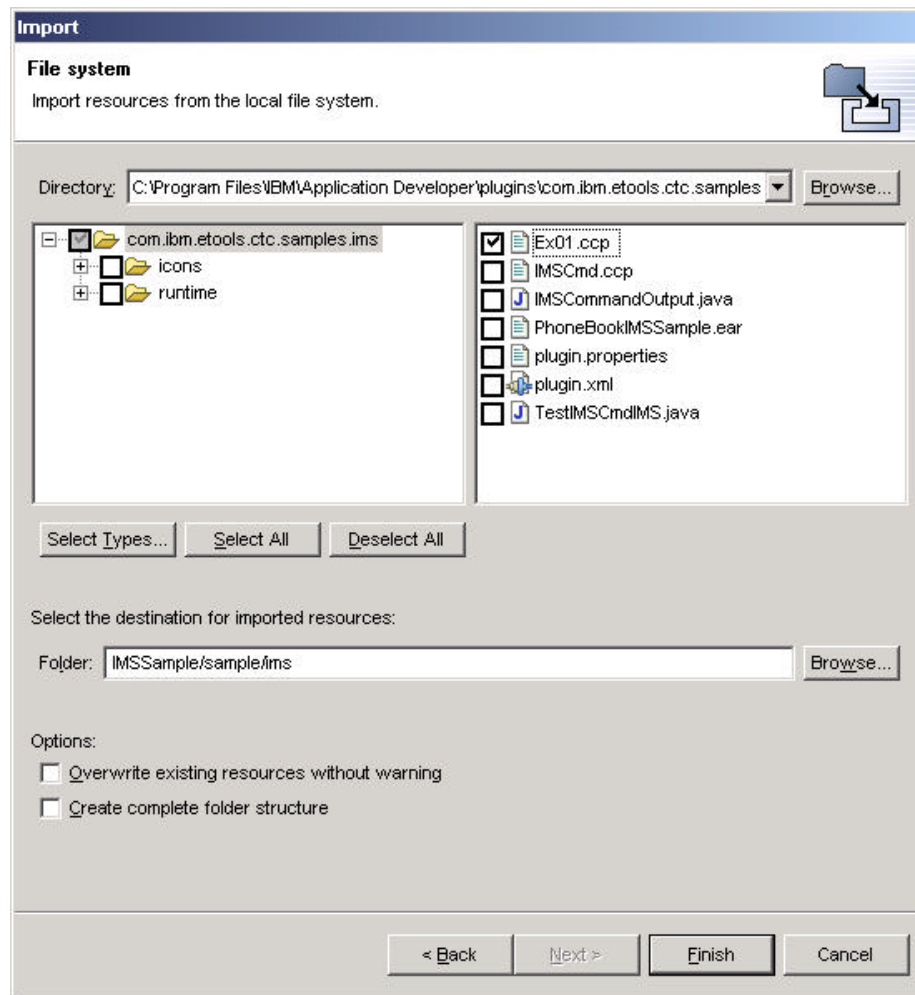 Import
File system
Import resources from the local file system.
Directory: C:\Program Files\IBM\Application Developer\plugins\com.ibm.etools.ctc.samples Browse...
com.ibm.etools.ctc.samples.ims
icons
runtime
Ex01.ccp
IMSCmd.ccp
IMSCommandOutput.java
PhoneBookIMSSample.ear
plugin.properties
plugin.xml
TestIMSCmdIMS.java
Select Types... Select All Deselect All
Select the destination for imported resources:
Folder: IMSSample/sample/ims Browse...
Options:
Overwrite existing resources without warning
Create complete folder structure
< Back Next > Finish Cancel